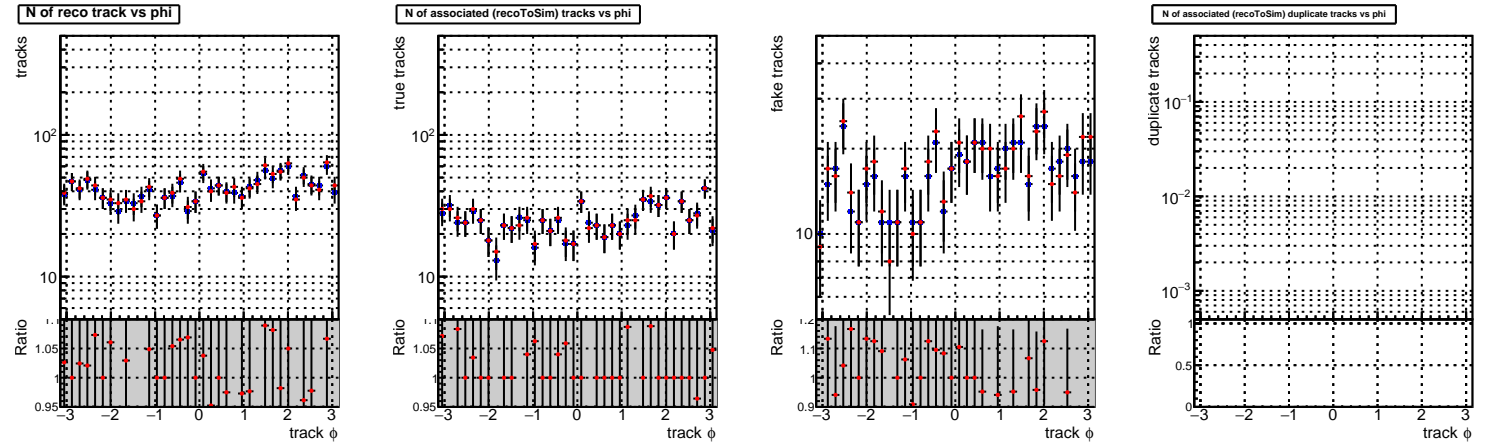 N of reco track vs phi
tracks
10²
10
Ratio
1.1
1.05
1
0.95
−3 −2 −1 0 1 2 3
track ϕ
N of associated (recoToSim) tracks vs phi
true tracks
10²
10
Ratio
1.1
1.05
1
0.95
−3 −2 −1 0 1 2 3
track ϕ
fake tracks
10
Ratio
1.2
1.1
1
0.9
−3 −2 −1 0 1 2 3
track ϕ
N of associated (recoToSim) duplicate tracks vs phi
duplicate tracks
10⁻¹
10⁻²
10⁻³
Ratio
1
0.5
0
−3 −2 −1 0 1 2 3
track ϕ